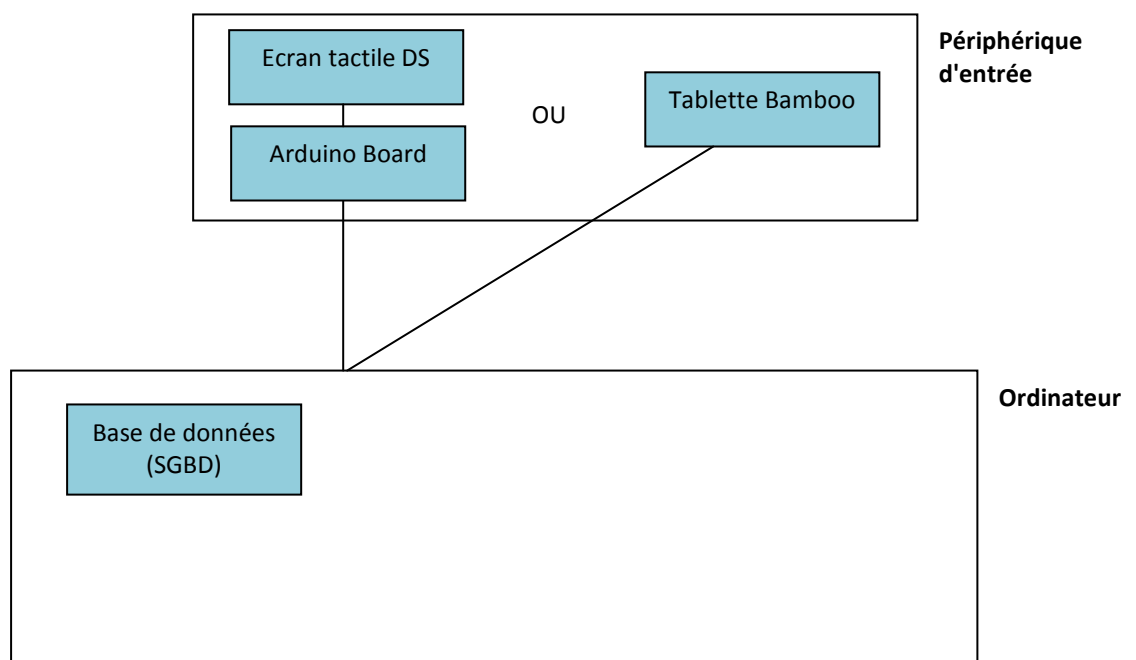 Ecran tactile DS
Périphérique
d'entrée
Tablette Bamboo
OU
Arduino Board
Ordinateur
Base de données
(SGBD)